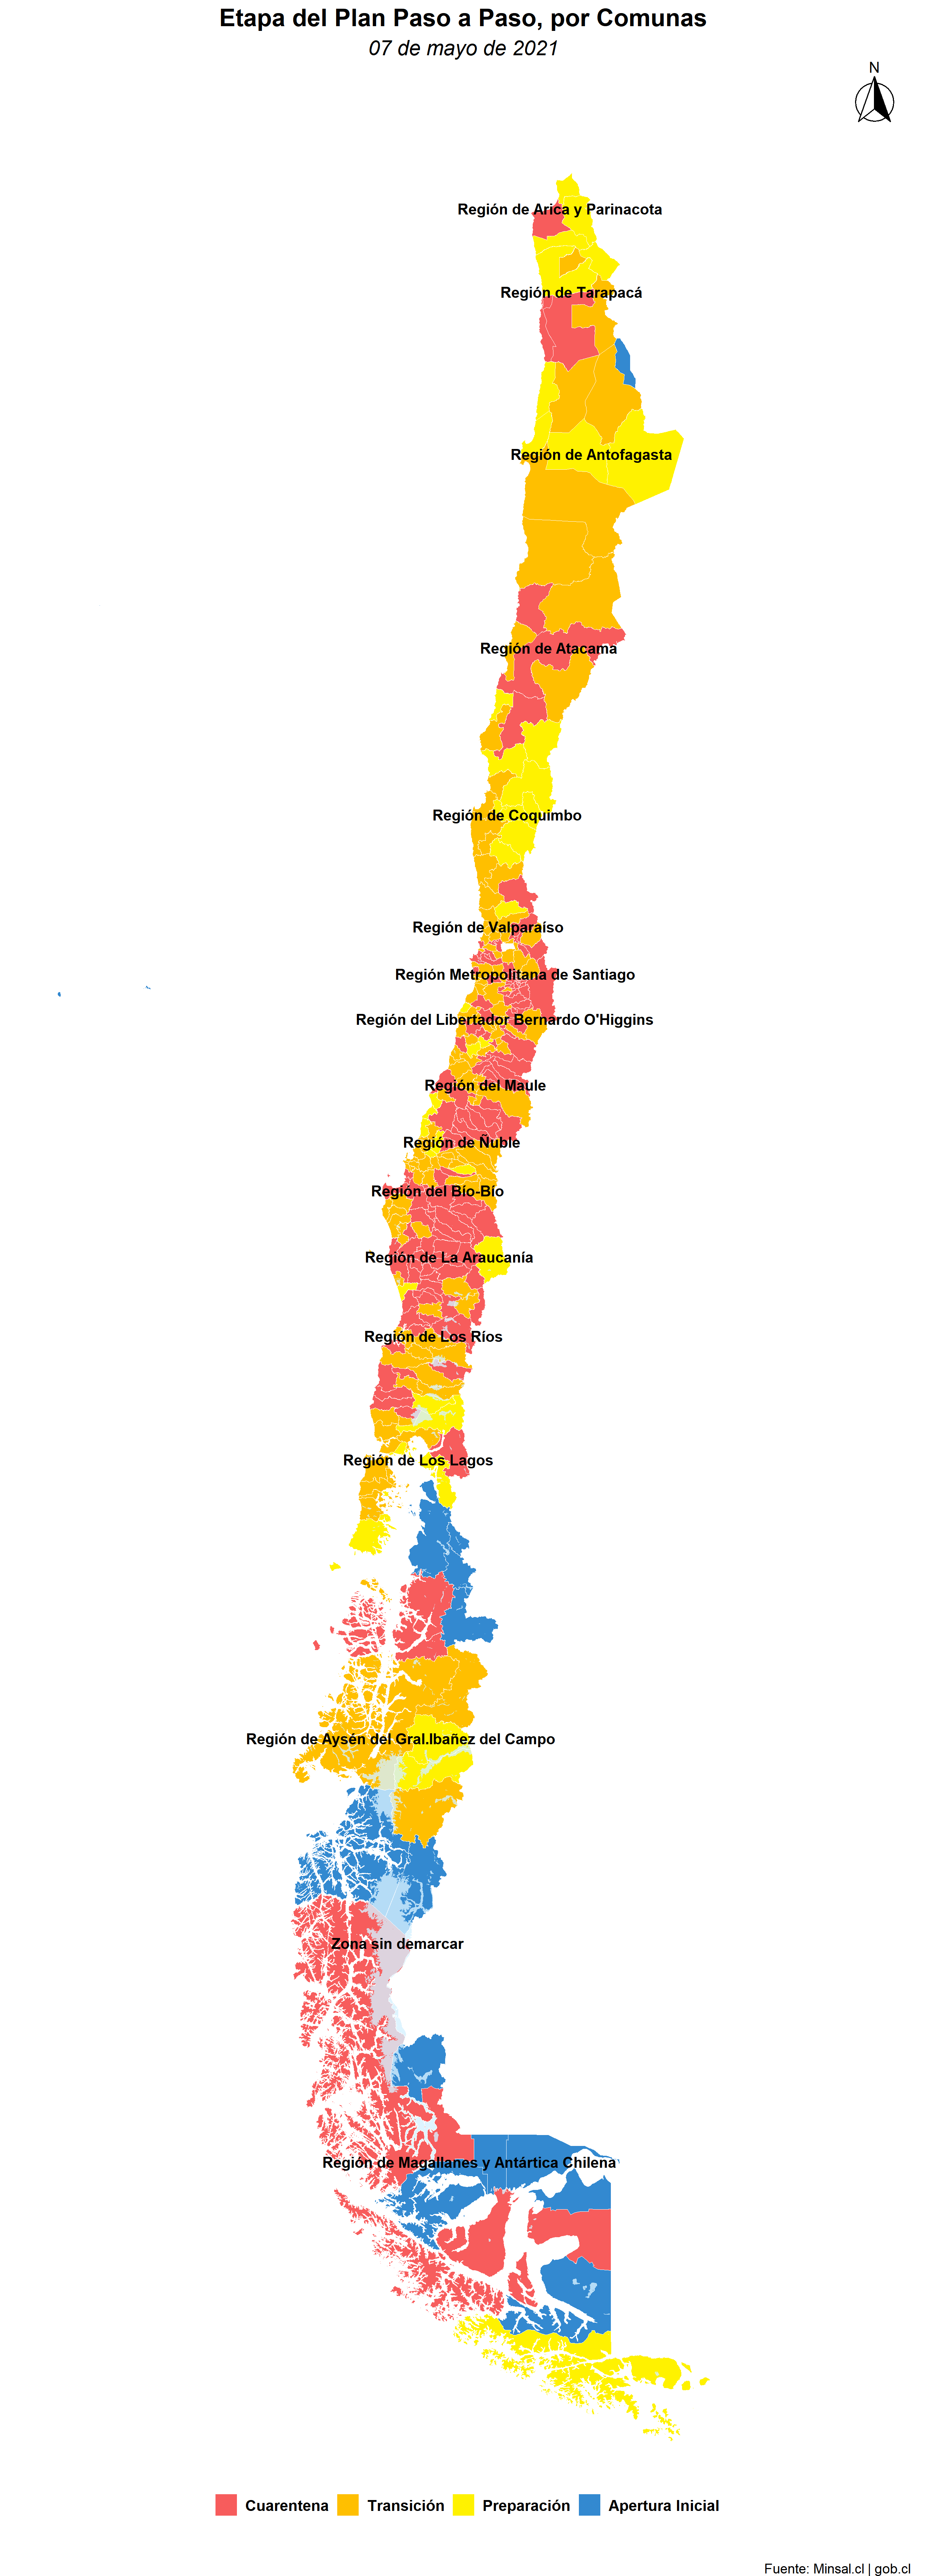 Etapa del Plan Paso a Paso, por Comunas
07 de mayo de 2021
N
Región de Arica y Parinacota
Región de Tarapacá
Región de Antofagasta
Región de Atacama
Región de Coquimbo
Región de Valparaíso
Región Metropolitana de Santiago
Región del Libertador Bernardo O'Higgins
Región del Maule
Región de Ñuble
Región del Bío-Bío
Región de La Araucanía
Región de Los Ríos
Región de Los Lagos
Región de Aysén del Gral.Ibañez del Campo
Zona sin demarcar
Región de Magallanes y Antártica Chilena
Cuarentena Transición Preparación Apertura Inicial
Fuente: Minsal.cl | gob.cl